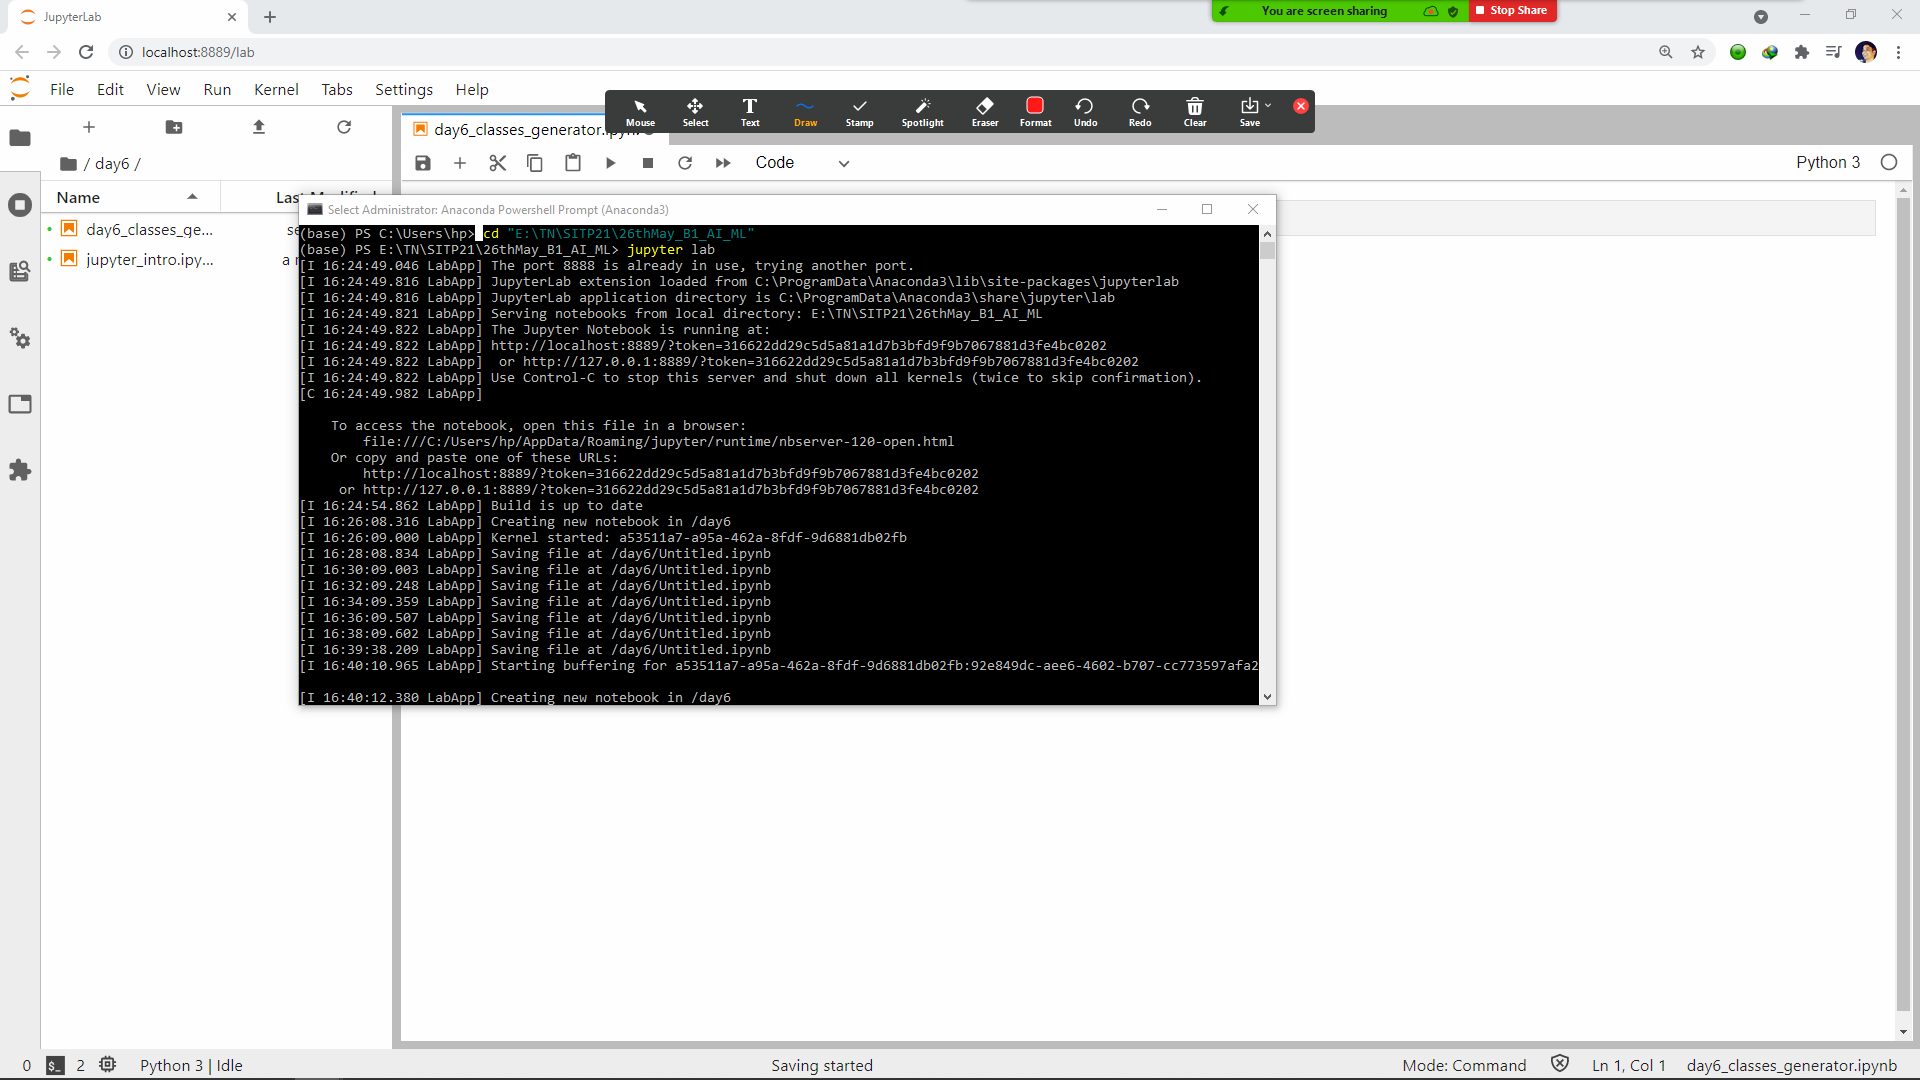 JupyterLab
You are screen sharing
Stop Share
localhost:8889/lab
File Edit View Run Kernel Tabs Settings Help
Mouse Select Text Draw Stamp Spotlight Eraser Format Undo Redo Clear Save
day6_classes_generator.ipynb
/ day6 /
Code
Python 3
Name
Last Modified
day6_classes_ge...
se
jupyter_intro.ipy...
a m
Select Administrator: Anaconda Powershell Prompt (Anaconda3)
(base) PS C:\Users\hp> cd "E:\TN\SITP21\26thMay_B1_AI_ML"
(base) PS E:\TN\SITP21\26thMay_B1_AI_ML> jupyter lab
[I 16:24:49.046 LabApp] The port 8888 is already in use, trying another port.
[I 16:24:49.816 LabApp] JupyterLab extension loaded from C:\ProgramData\Anaconda3\lib\site-packages\jupyterlab
[I 16:24:49.816 LabApp] JupyterLab application directory is C:\ProgramData\Anaconda3\share\jupyter\lab
[I 16:24:49.821 LabApp] Serving notebooks from local directory: E:\TN\SITP21\26thMay_B1_AI_ML
[I 16:24:49.822 LabApp] The Jupyter Notebook is running at:
[I 16:24:49.822 LabApp] http://localhost:8889/?token=316622dd29c5d5a81a1d7b3bfd9f9b7067881d3fe4bc0202
[I 16:24:49.822 LabApp]  or http://127.0.0.1:8889/?token=316622dd29c5d5a81a1d7b3bfd9f9b7067881d3fe4bc0202
[I 16:24:49.822 LabApp] Use Control-C to stop this server and shut down all kernels (twice to skip confirmation).
[C 16:24:49.982 LabApp]
To access the notebook, open this file in a browser:
file:///C:/Users/hp/AppData/Roaming/jupyter/runtime/nbserver-120-open.html
Or copy and paste one of these URLs:
http://localhost:8889/?token=316622dd29c5d5a81a1d7b3bfd9f9b7067881d3fe4bc0202
or http://127.0.0.1:8889/?token=316622dd29c5d5a81a1d7b3bfd9f9b7067881d3fe4bc0202
[I 16:24:54.862 LabApp] Build is up to date
[I 16:26:08.316 LabApp] Creating new notebook in /day6
[I 16:26:09.000 LabApp] Kernel started: a53511a7-a95a-462a-8fdf-9d6881db02fb
[I 16:28:08.834 LabApp] Saving file at /day6/Untitled.ipynb
[I 16:30:09.003 LabApp] Saving file at /day6/Untitled.ipynb
[I 16:32:09.248 LabApp] Saving file at /day6/Untitled.ipynb
[I 16:34:09.359 LabApp] Saving file at /day6/Untitled.ipynb
[I 16:36:09.507 LabApp] Saving file at /day6/Untitled.ipynb
[I 16:38:09.602 LabApp] Saving file at /day6/Untitled.ipynb
[I 16:39:38.209 LabApp] Saving file at /day6/Untitled.ipynb
[I 16:40:10.965 LabApp] Starting buffering for a53511a7-a95a-462a-8fdf-9d6881db02fb:92e849dc-aee6-4602-b707-cc773597afa2
[I 16:40:12.380 LabApp] Creating new notebook in /day6
0 $_ 2 Python 3 | Idle
Saving started
Mode: Command
Ln 1, Col 1
day6_classes_generator.ipynb